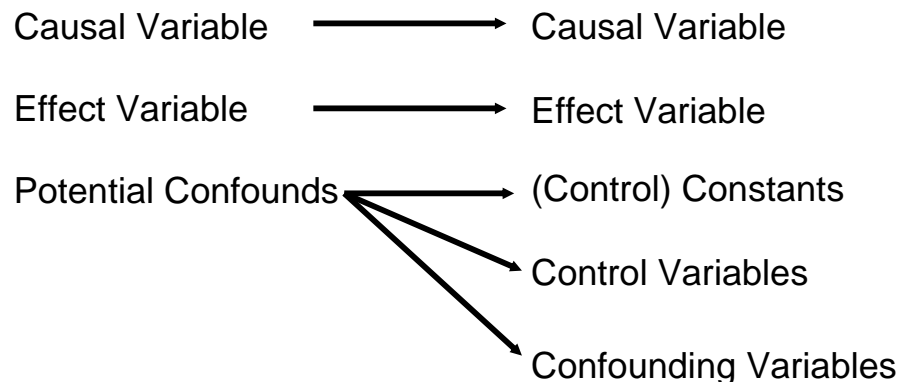 Causal Variable Causal Variable
Effect Variable Effect Variable
Potential Confounds (Control) Constants
Control Variables
Confounding Variables